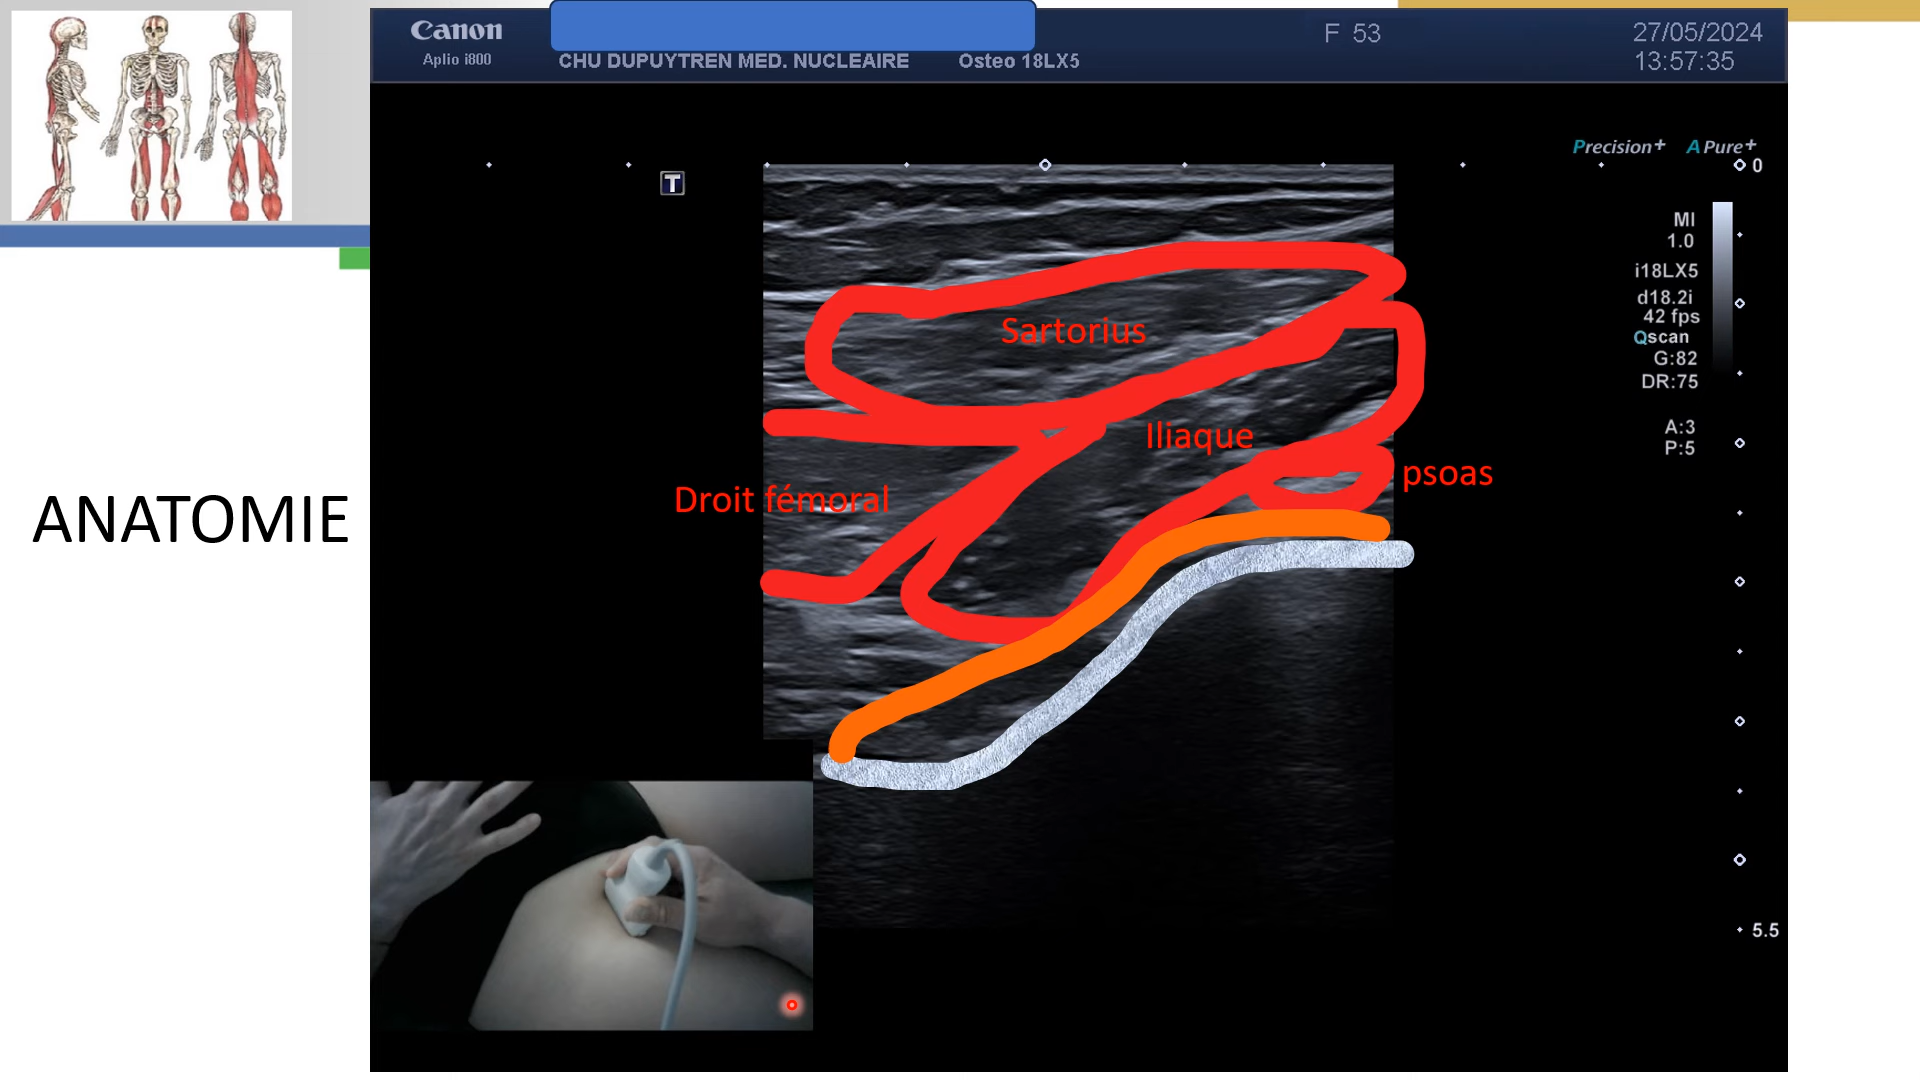 Canon
Aplio i800
CHU DUPUYTREN MED. NUCLEAIRE
Osteo 18LX5
F 53
27/05/2024
13:57:35
Precision+ APure+
T
0
MI
1.0
i18LX5
d18.2i
42 fps
Qscan
G:82
DR:75
A:3
P:5
5.5
Sartorius
Iliaque
psoas
Droit fémoral
ANATOMIE